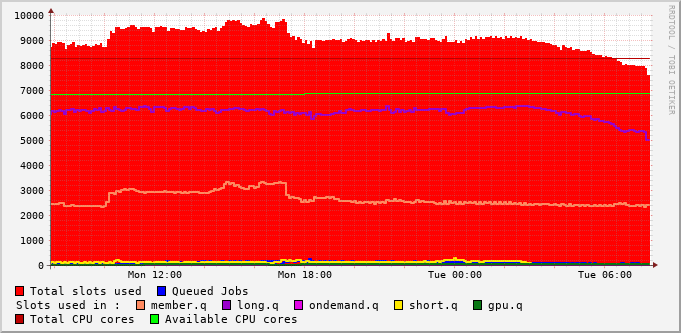 10000
9000
8000
7000
6000
5000
4000
3000
2000
1000
0
Mon 12:00 Mon 18:00 Tue 00:00 Tue 06:00
RRDTOOL / TOBI OETIKER
Total slots used Queued Jobs
Slots used in : member.q long.q ondemand.q short.q gpu.q
Total CPU cores Available CPU cores